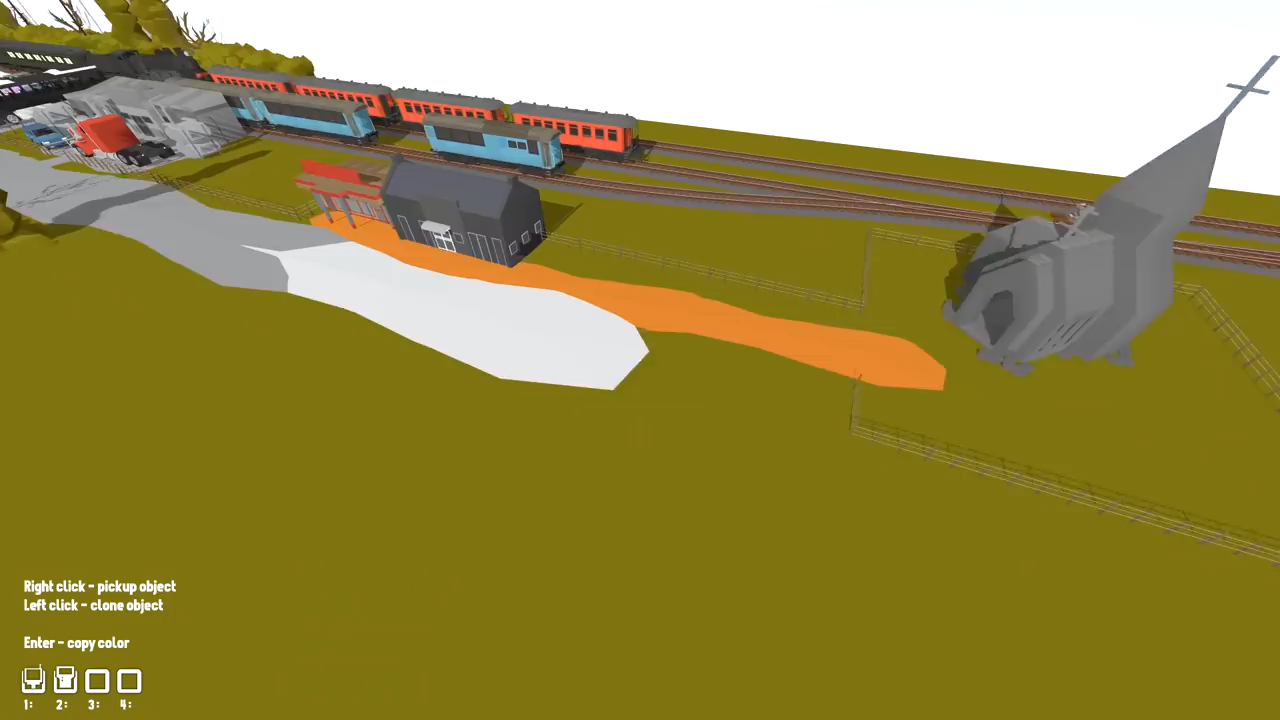 Right click - pickup object
Left click - clone object
Enter - copy color
1: 2: 3: 4: